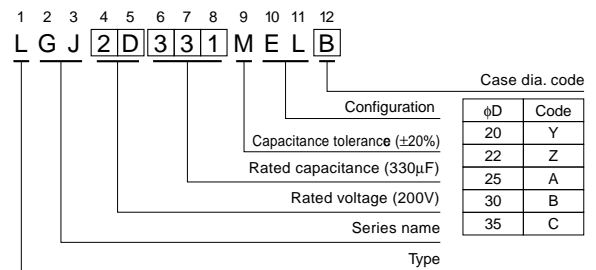 1 2 3 4 5 6 7 8 9 10 11 12
L G J 2 D 3 3 1 M E L B
Case dia. code
Configuration
Capacitance tolerance (±20%)
Rated capacitance (330μF)
Rated voltage (200V)
Series name
Type
ϕD Code
20 Y
22 Z
25 A
30 B
35 C